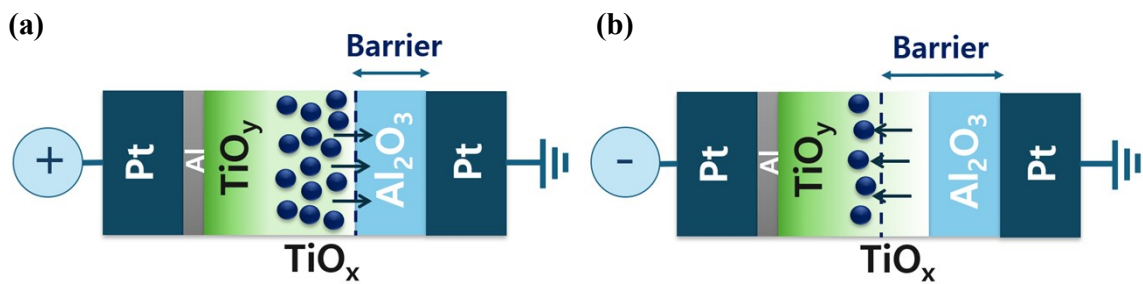 (a)
Barrier
+
Pt
Al
TiOy
Al2O3
Pt
TiOx
(b)
Barrier
-
Pt
Al
TiOy
Al2O3
Pt
TiOx